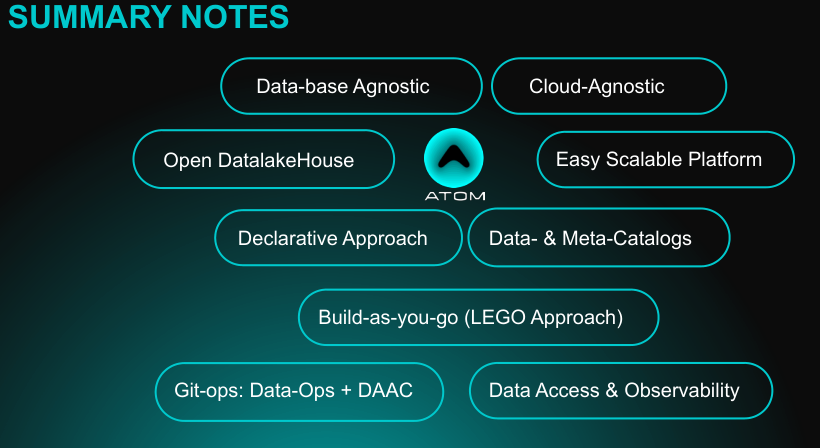 SUMMARY NOTES
Data-base Agnostic
Cloud-Agnostic
Open DatalakeHouse
ATOM
Easy Scalable Platform
Declarative Approach
Data- & Meta-Catalogs
Build-as-you-go (LEGO Approach)
Git-ops: Data-Ops + DAAC
Data Access & Observability